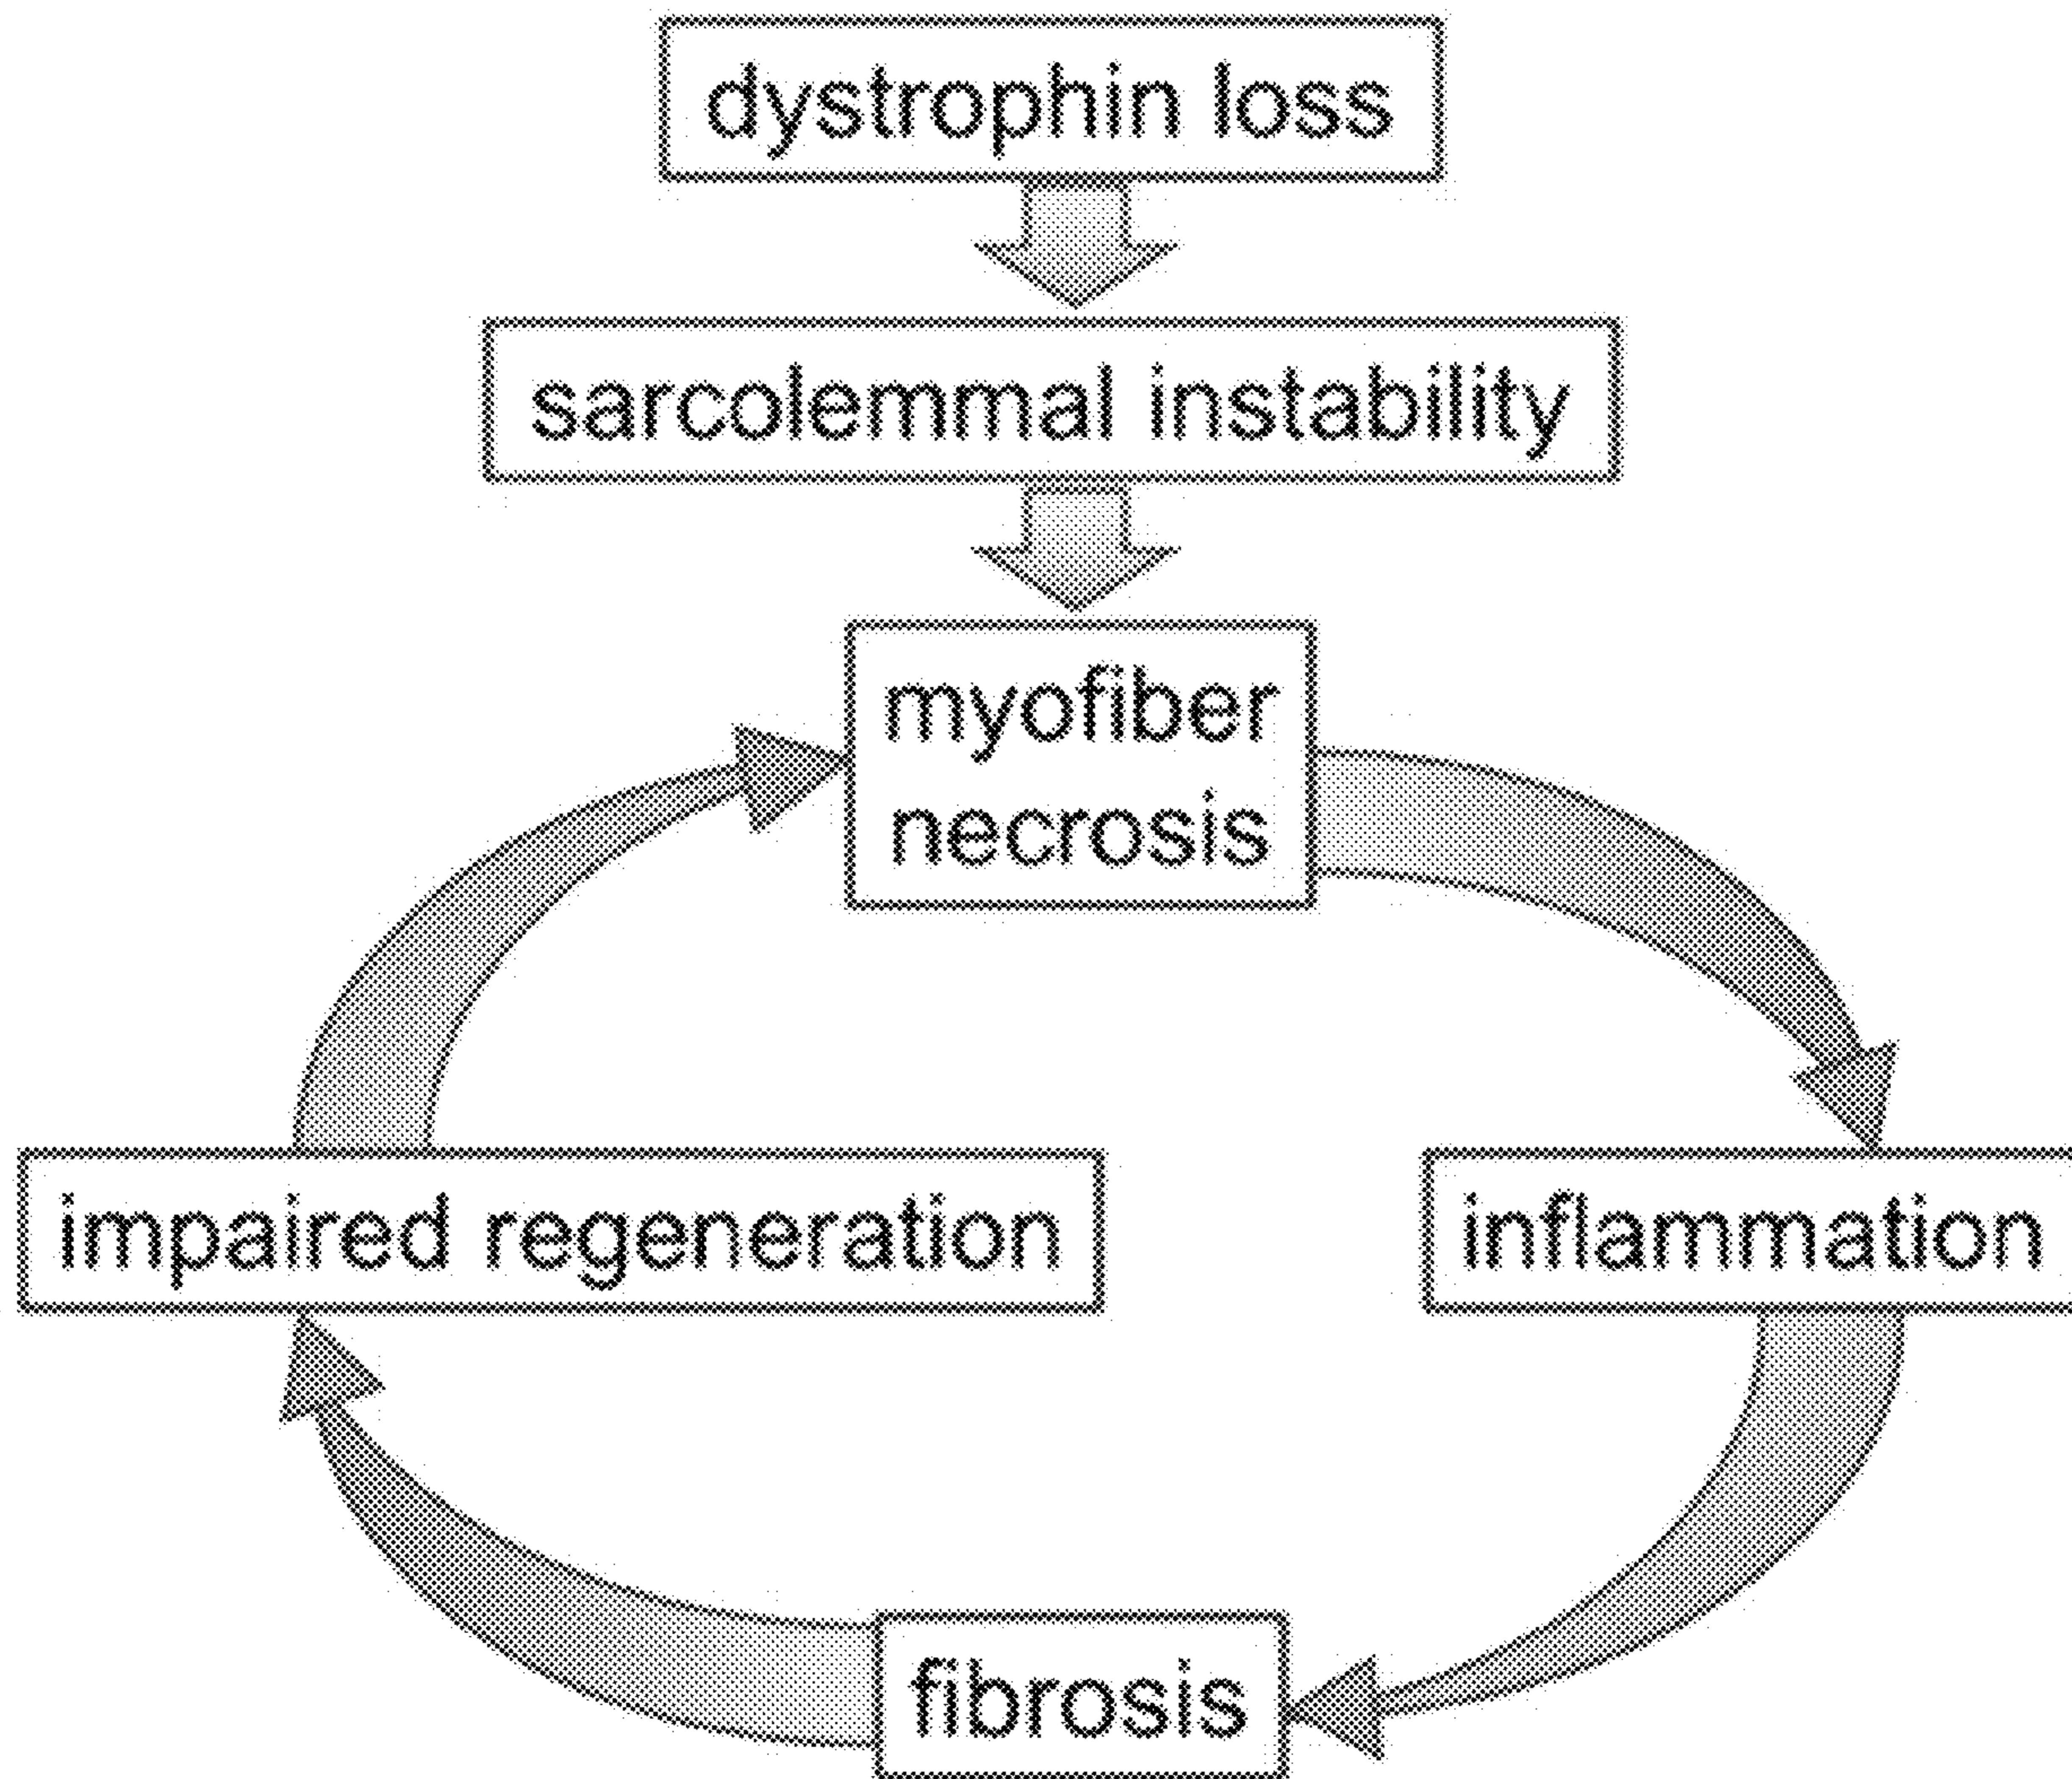 dystrophin loss
sarcolemmal instability
myofiber
necrosis
impaired regeneration
inflammation
fibrosis